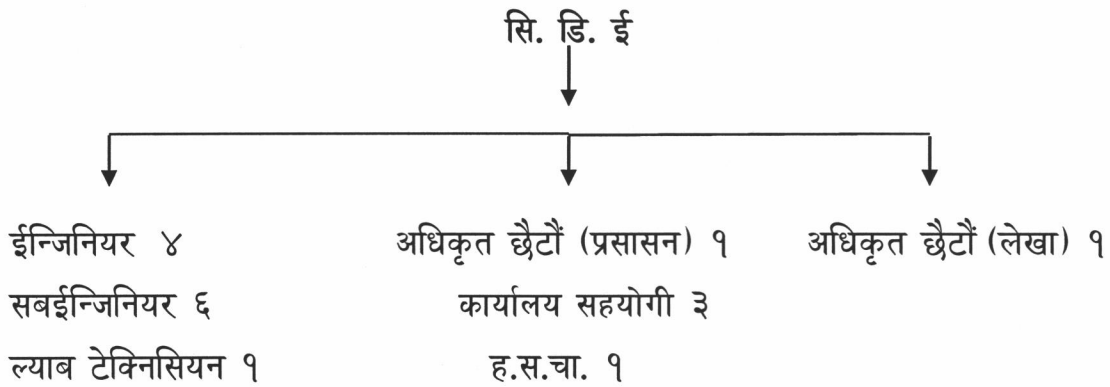 सि. डि. ई
ईन्जिनियर ४ अधिकृत छैटौं (प्रसासन) १ अधिकृत छैटौं (लेखा) १
सबईन्जिनियर ६ कार्यालय सहयोगी ३
ल्याब टेक्निसियन १ ह.स.चा. १